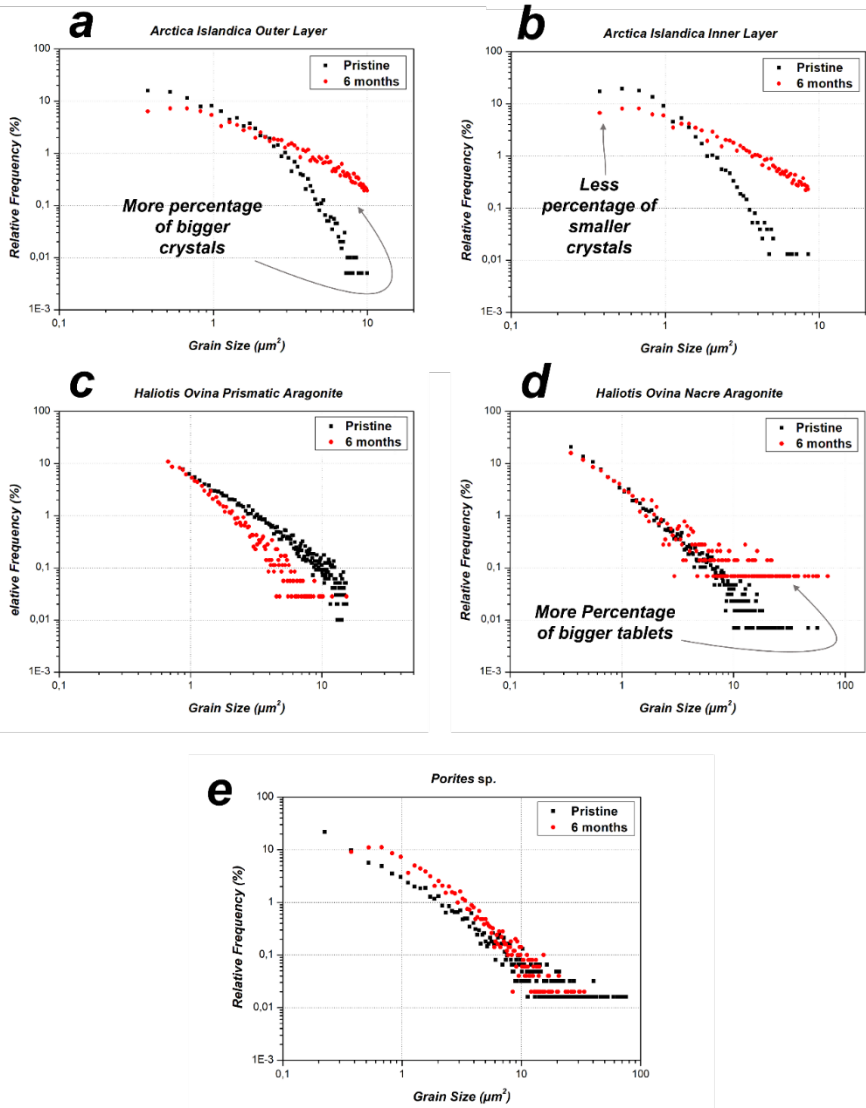 a
Arctica Islandica Outer Layer
Relative Frequency (%)
100
10
1
0,1
0,01
1E-3
Pristine
6 months
More percentage
of bigger
crystals
0,1
1
10
Grain Size (µm²)
b
Arctica Islandica Inner Layer
Relative Frequency (%)
100
10
1
0,1
0,01
1E-3
Pristine
6 months
Less
percentage of
smaller
crystals
0,1
1
10
Grain Size (µm²)
c
Haliotis Ovina Prismatic Aragonite
elative Frequency (%)
100
10
1
0,1
0,01
1E-3
Pristine
6 months
0,1
1
10
Grain Size (µm²)
d
Haliotis Ovina Nacre Aragonite
Relative Frequency (%)
100
10
1
0,1
0,01
1E-3
Pristine
6 months
More Percentage
of bigger tablets
0,1
1
10
100
Grain Size (µm²)
e
Porites sp.
Relative Frequency (%)
100
10
1
0,1
0,01
1E-3
Pristine
6 months
0,1
1
10
100
Grain Size (µm²)